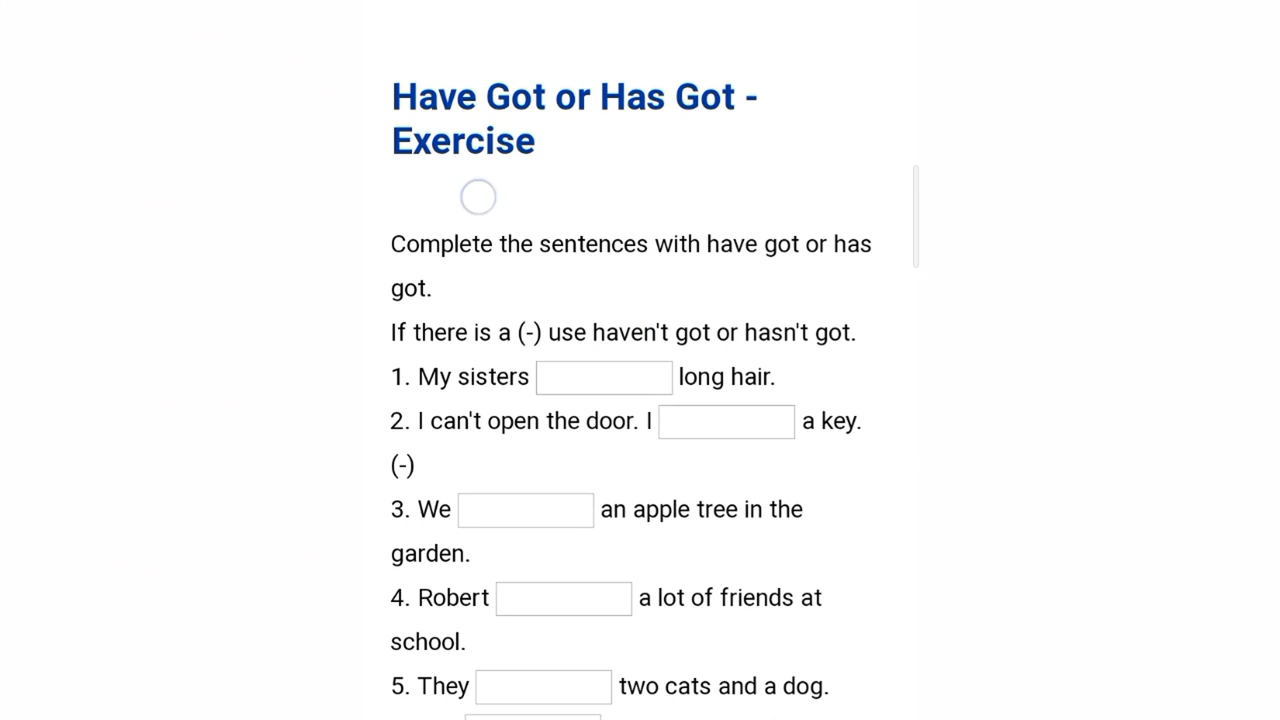 Have Got or Has Got -
Exercise
Complete the sentences with have got or has
got.
If there is a (-) use haven't got or hasn't got.
1. My sisters long hair.
2. I can't open the door. I a key.
(-)
3. We an apple tree in the
garden.
4. Robert a lot of friends at
school.
5. They two cats and a dog.